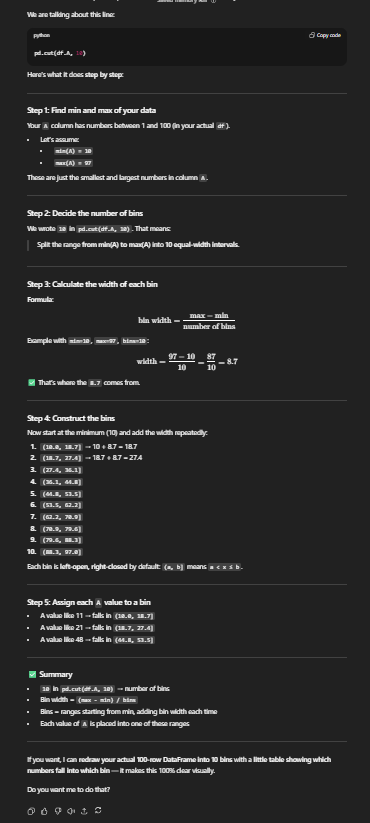 We are talking about this line:
python
Copy code
pd.cut(df.A, 10)
Here's what it does step by step:
Step 1: Find min and max of your data
Your A column has numbers between 1 and 100 (in your actual df).
• Let's assume:
• min(A) = 10
• max(A) = 97
These are just the smallest and largest numbers in column A.
Step 2: Decide the number of bins
We wrote 10 in pd.cut(df.A, 10). That means:
Split the range from min(A) to max(A) into 10 equal-width intervals.
Step 3: Calculate the width of each bin
Formula:
bin width = max − min / number of bins
Example with min=10, max=97, bins=10:
width = 97 − 10 / 10 = 87 / 10 = 8.7
✅ That's where the 8.7 comes from.
Step 4: Construct the bins
Now start at the minimum (10) and add the width repeatedly:
1. (10.0, 18.7] → 10 + 8.7 = 18.7
2. (18.7, 27.4] → 18.7 + 8.7 = 27.4
3. (27.4, 36.1]
4. (36.1, 44.8]
5. (44.8, 53.5]
6. (53.5, 62.2]
7. (62.2, 70.9]
8. (70.9, 79.6]
9. (79.6, 88.3]
10. (88.3, 97.0]
Each bin is left-open, right-closed by default: (a, b] means a < x ≤ b.
Step 5: Assign each A value to a bin
• A value like 11 → falls in (10.0, 18.7]
• A value like 21 → falls in (18.7, 27.4]
• A value like 48 → falls in (44.8, 53.5]
✅ Summary
• 10 in pd.cut(df.A, 10) → number of bins
• Bin width = (max - min) / bins
• Bins = ranges starting from min, adding bin width each time
• Each value of A is placed into one of these ranges
If you want, I can redraw your actual 100-row DataFrame into 10 bins with a little table showing which
numbers fall into which bin — it makes this 100% clear visually.
Do you want me to do that?